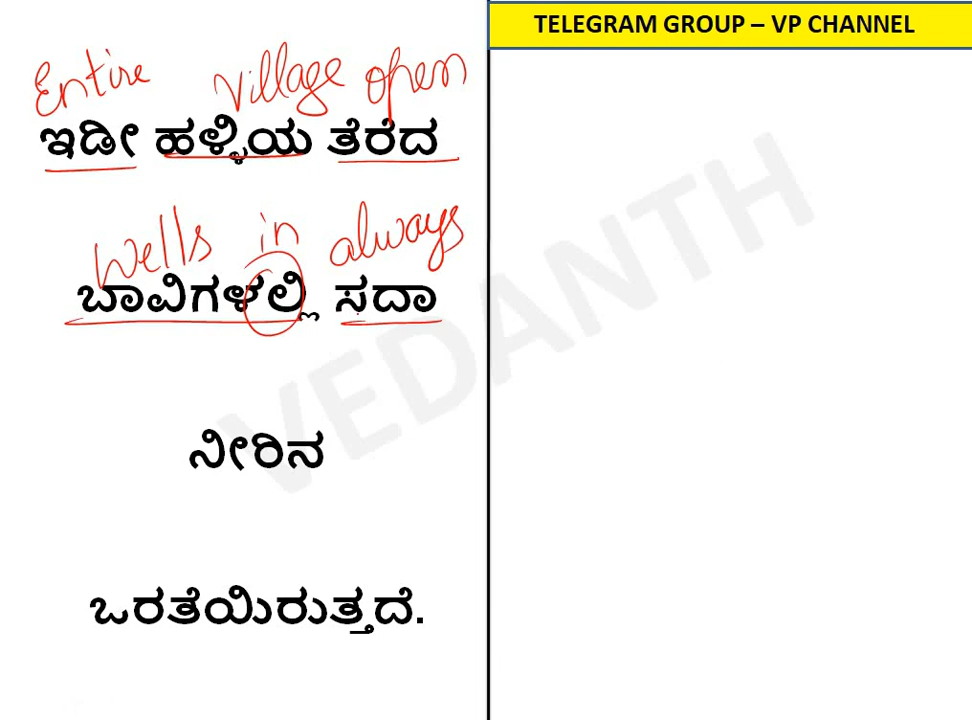 TELEGRAM GROUP – VP CHANNEL
Entire village open
ಇಡೀ ಹಳ್ಳಿಯ ತೆರೆದ
wells in always
ಬಾವಿಗಳಲ್ಲಿ ಸದಾ
ನೀರಿನ
ಒರತೆಯಿರುತ್ತದೆ.
VEDANTH